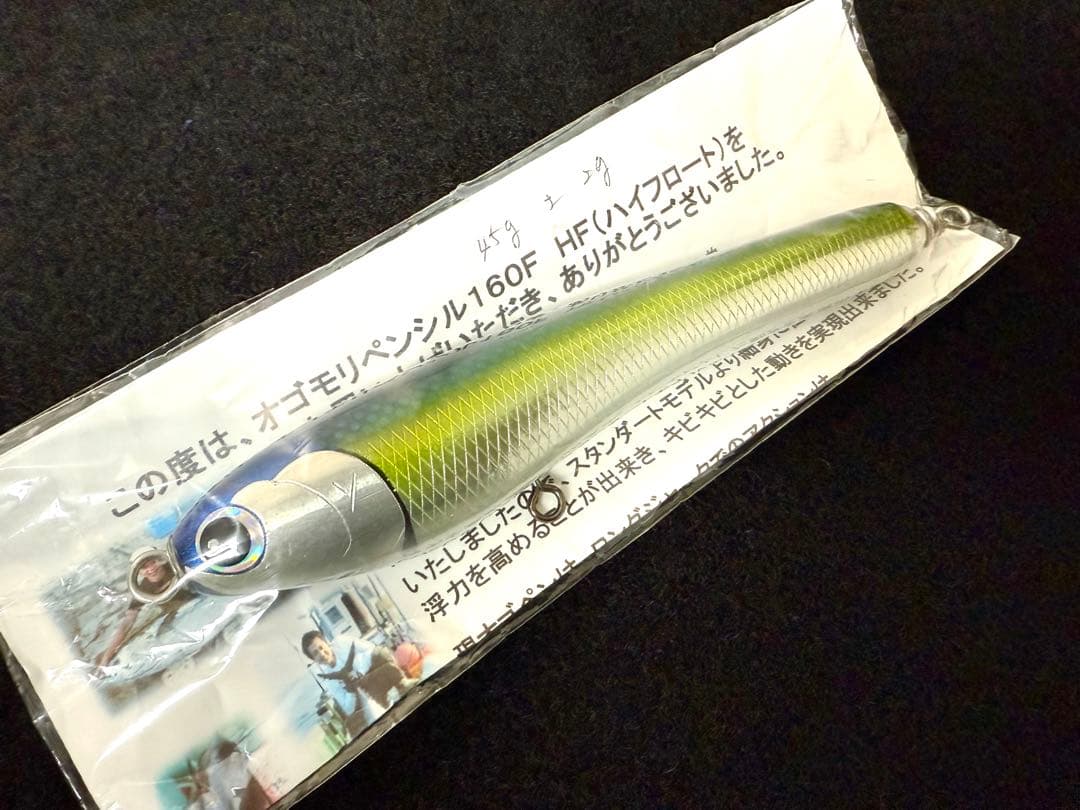 45g ± 2g
この度は、オゴモリペンシル160F HF(ハイフロート)を
いただき、ありがとうございました。
いたしましたので、スタンダートモデルより細身に
浮力を高めることが出来き、キビキビとした動きを実現出来ました。